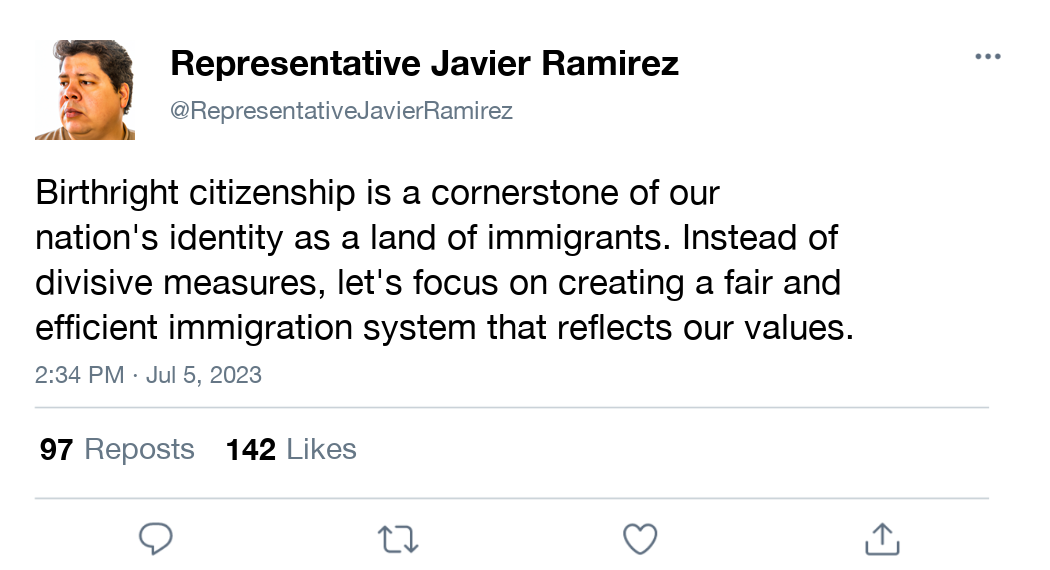 Representative Javier Ramirez
@RepresentativeJavierRamirez
Birthright citizenship is a cornerstone of our
nation's identity as a land of immigrants. Instead of
divisive measures, let's focus on creating a fair and
efficient immigration system that reflects our values.
2:34 PM · Jul 5, 2023
97 Reposts 142 Likes